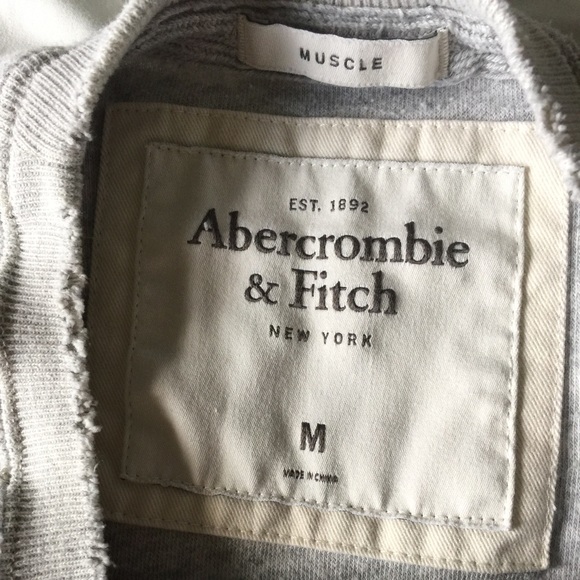 MUSCLE
EST. 1892
Abercrombie
& Fitch
NEW YORK
M
MADE IN CHINA